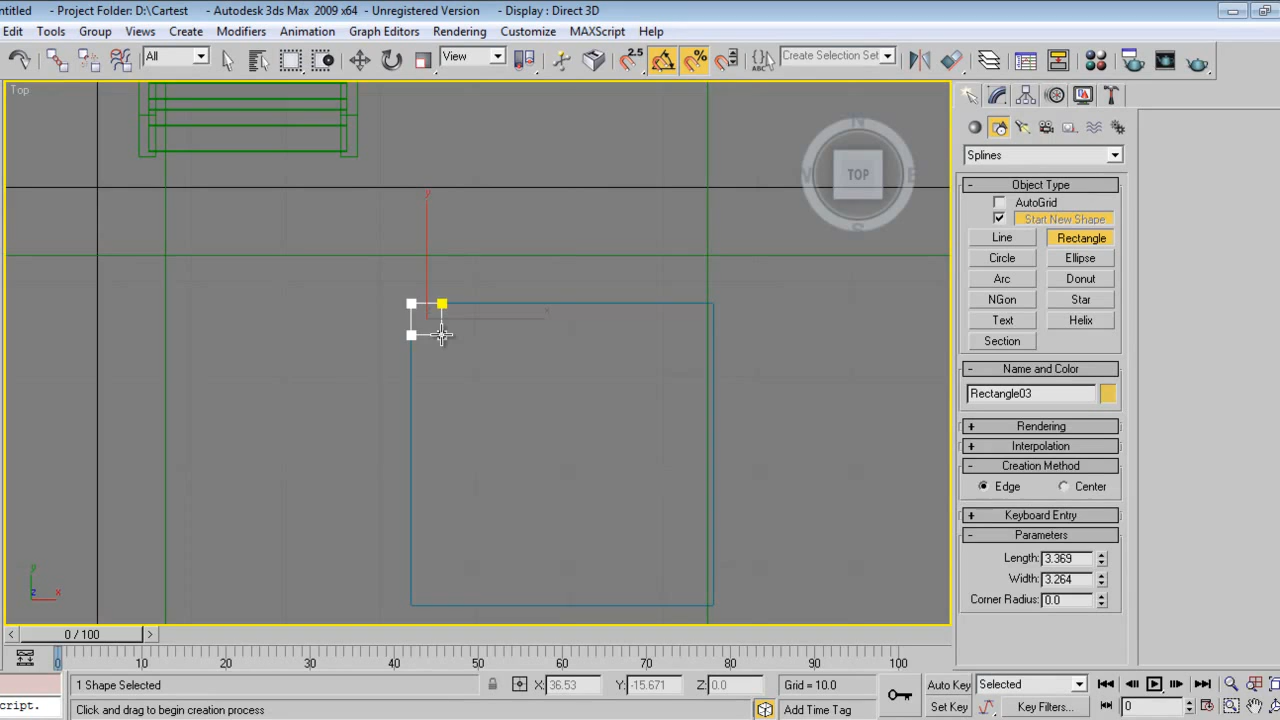 ntitled - Project Folder: D:\Cartest - Autodesk 3ds Max 2009 x64 - Unregistered Version - Display : Direct 3D
Edit Tools Group Views Create Modifiers Animation Graph Editors Rendering Customize MAXScript Help
All View 2.5 % ABC Create Selection Set
Top
N
TOP
S
y
x
Splines
- Object Type
AutoGrid
Start New Shape
Line Rectangle
Circle Ellipse
Arc Donut
NGon Star
Text Helix
Section
- Name and Color
Rectangle03
+ Rendering
+ Interpolation
- Creation Method
Edge Center
+ Keyboard Entry
- Parameters
Length: 3.369
Width: 3.264
Corner Radius: 0.0
y
z x
< 0 / 100 >
0 10 20 30 40 50 60 70 80 90 100
1 Shape Selected X: 36.53 Y: -15.671 Z: 0.0 Grid = 10.0 Auto Key Selected
cript. Click and drag to begin creation process Add Time Tag Set Key Key Filters... 0